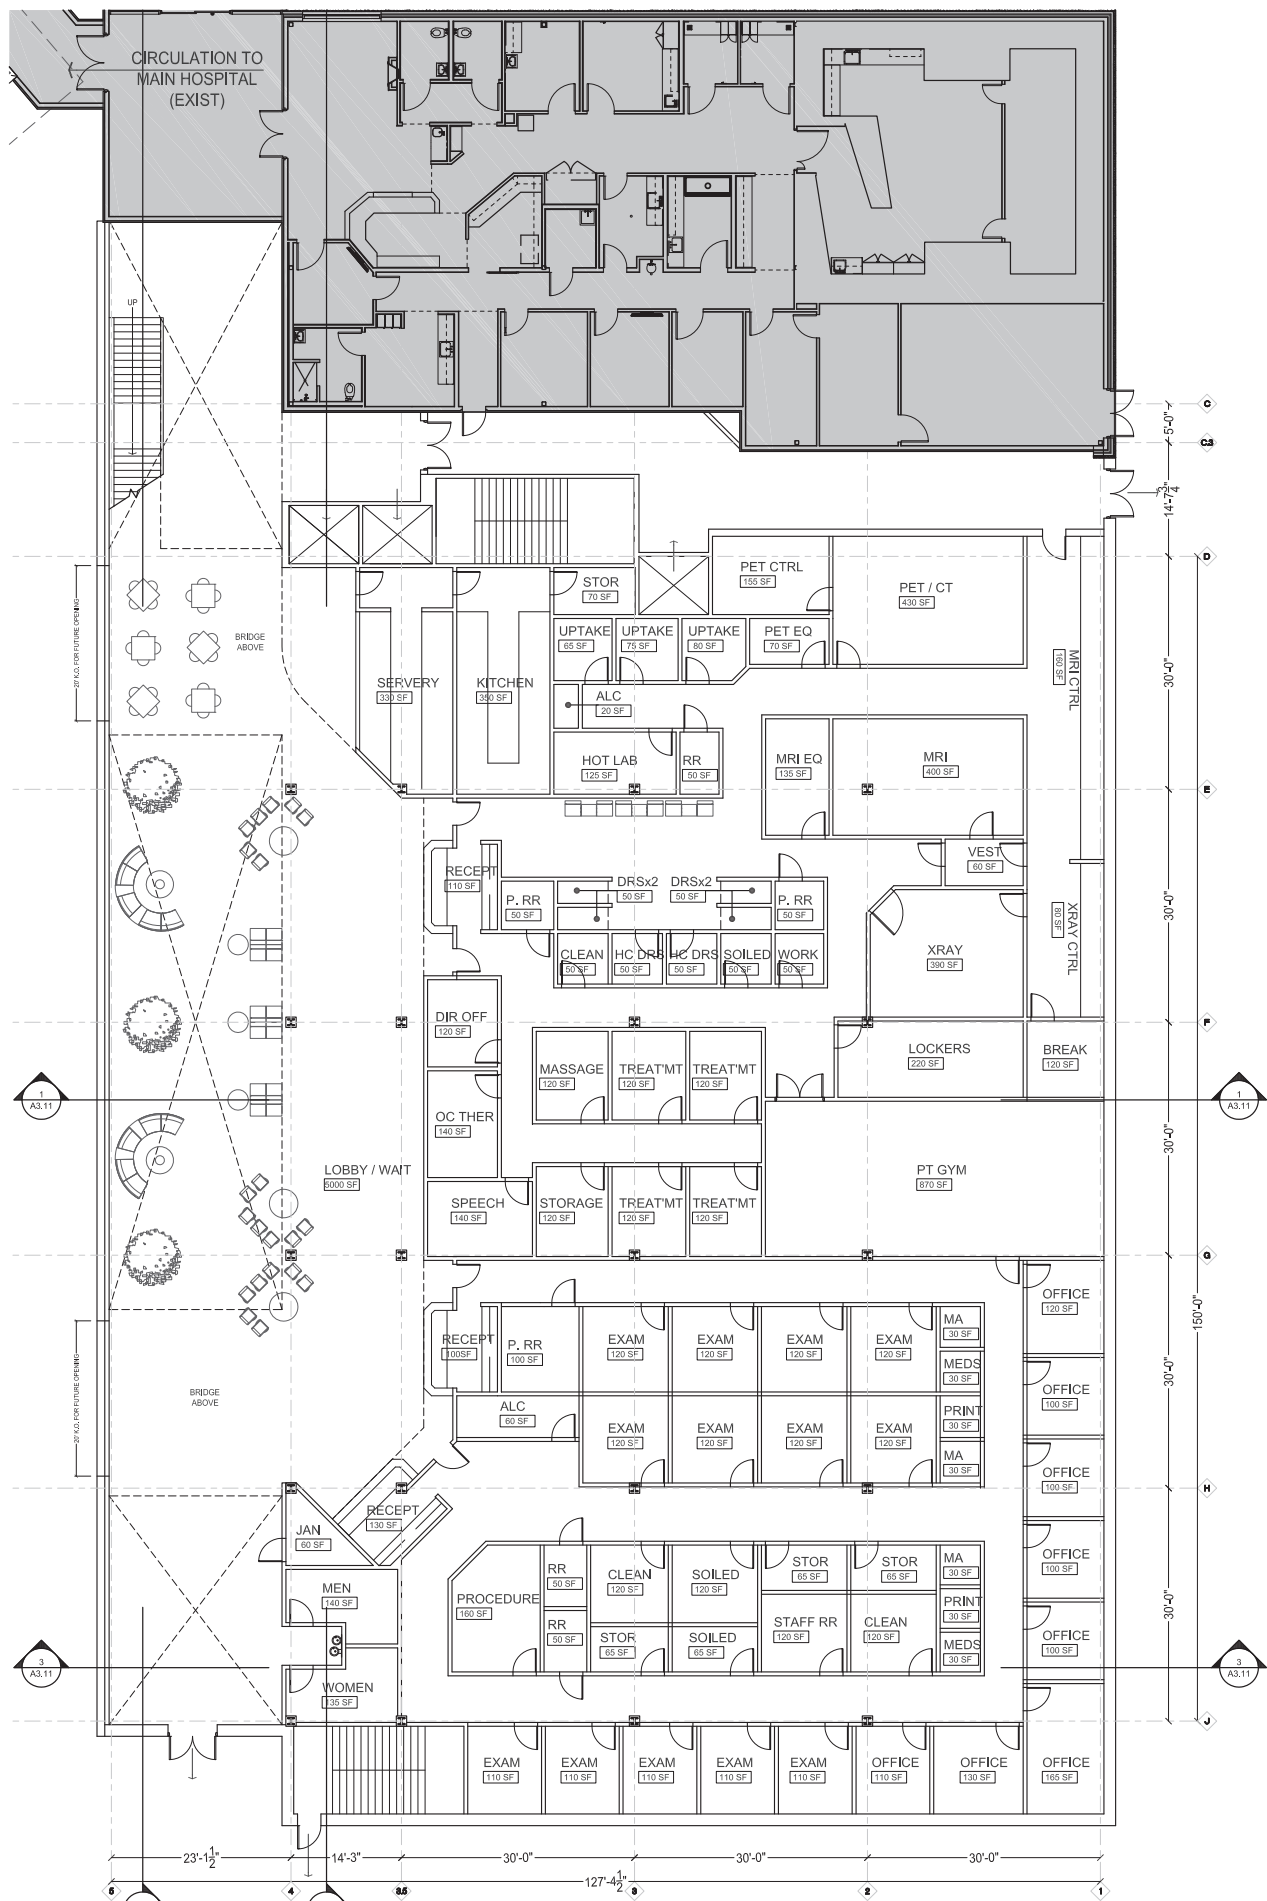 CIRCULATION TO
MAIN HOSPITAL
(EXIST)
UP
C
5'-0"
C.3
14'-7 3/4"
D
STOR
70 SF
PET CTRL
155 SF
PET / CT
430 SF
20' K.O. FOR FUTURE OPENING
BRIDGE
ABOVE
UPTAKE
65 SF
UPTAKE
75 SF
UPTAKE
80 SF
PET EQ
70 SF
MRI CTRL
160 SF
30'-0"
SERVERY
330 SF
KITCHEN
350 SF
ALC
20 SF
HOT LAB
125 SF
RR
50 SF
MRI EQ
135 SF
MRI
400 SF
E
VEST
60 SF
RECEPT
110 SF
P. RR
50 SF
DRSx2
50 SF
DRSx2
50 SF
P. RR
50 SF
30'-0"
XRAY CTRL
80 SF
XRAY
390 SF
CLEAN
50 SF
HC DRS
50 SF
HC DRS
50 SF
SOILED
50 SF
WORK
50 SF
DIR OFF
120 SF
F
LOCKERS
220 SF
BREAK
120 SF
MASSAGE
120 SF
TREAT'MT
120 SF
TREAT'MT
120 SF
1
A3.11
1
A3.11
OC THER
140 SF
30'-0"
LOBBY / WAIT
5000 SF
PT GYM
870 SF
SPEECH
140 SF
STORAGE
120 SF
TREAT'MT
120 SF
TREAT'MT
120 SF
G
OFFICE
120 SF
150'-0"
RECEPT
100SF
P. RR
100 SF
EXAM
120 SF
EXAM
120 SF
EXAM
120 SF
EXAM
120 SF
MA
30 SF
MEDS
30 SF
30'-0"
20' K.O. FOR FUTURE OPENING
BRIDGE
ABOVE
OFFICE
100 SF
ALC
60 SF
EXAM
120 SF
EXAM
120 SF
EXAM
120 SF
EXAM
120 SF
PRINT
30 SF
MA
30 SF
OFFICE
100 SF
H
RECEPT
130 SF
JAN
60 SF
OFFICE
100 SF
MEN
140 SF
PROCEDURE
160 SF
RR
50 SF
CLEAN
120 SF
SOILED
120 SF
STOR
65 SF
STOR
65 SF
MA
30 SF
PRINT
30 SF
30'-0"
RR
50 SF
STOR
65 SF
SOILED
65 SF
STAFF RR
120 SF
CLEAN
120 SF
MEDS
30 SF
OFFICE
100 SF
3
A3.11
3
A3.11
WOMEN
135 SF
J
EXAM
110 SF
EXAM
110 SF
EXAM
110 SF
EXAM
110 SF
EXAM
110 SF
OFFICE
110 SF
OFFICE
130 SF
OFFICE
165 SF
23'-1 1/2"
14'-3"
30'-0"
30'-0"
30'-0"
127'-4 1/2"
5
4
3.5
3
2
1